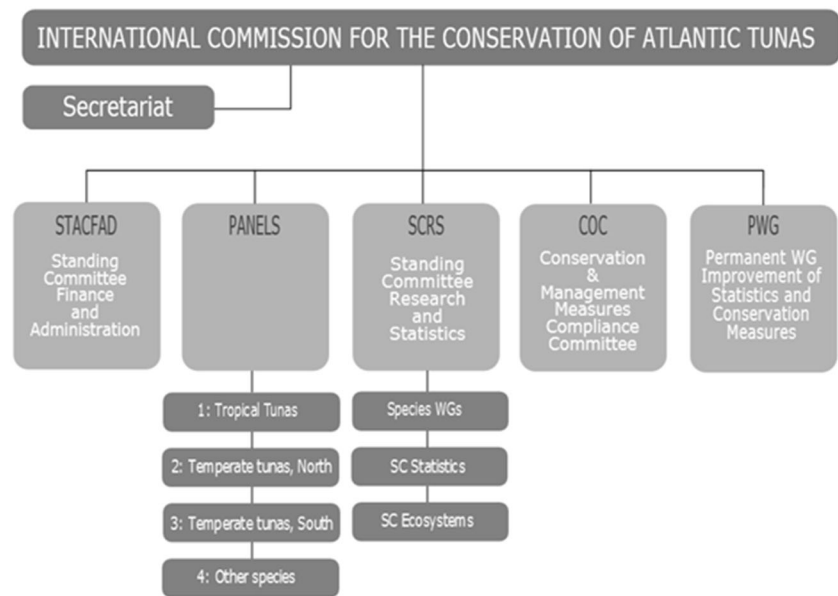 INTERNATIONAL COMMISSION FOR THE CONSERVATION OF ATLANTIC TUNAS
Secretariat
STACFAD
Standing
Committee
Finance
and
Administration
PANELS
1: Tropical Tunas
2: Temperate tunas, North
3: Temperate tunas, South
4: Other species
SCRS
Standing
Committee
Research
and
Statistics
Species WGs
SC Statistics
SC Ecosystems
COC
Conservation
&
Management
Measures
Compliance
Committee
PWG
Permanent WG
Improvement of
Statistics and
Conservation
Measures